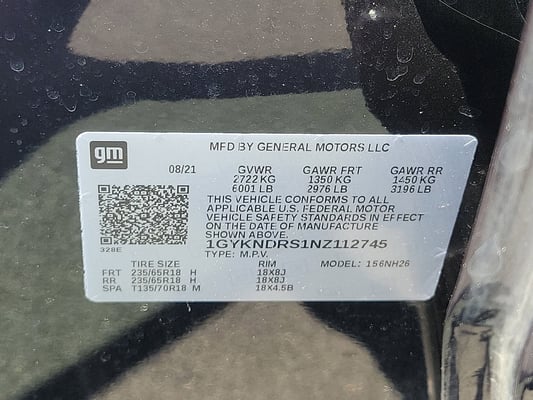 gm
MFD BY GENERAL MOTORS LLC
08/21 GVWR GAWR FRT GAWR RR
2722 KG 1350 KG 1450 KG
6001 LB 2976 LB 3196 LB
THIS VEHICLE CONFORMS TO ALL
APPLICABLE U.S. FEDERAL MOTOR
VEHICLE SAFETY STANDARDS IN EFFECT
ON THE DATE OF MANUFACTURE
SHOWN ABOVE.
328E
1GYKNDRS1NZ112745
TYPE: M.P.V.
TIRE SIZE RIM MODEL: 156NH26
FRT 235/65R18 H 18X8J
RR 235/65R18 H 18X8J
SPA T135/70R18 M 18X4.5B